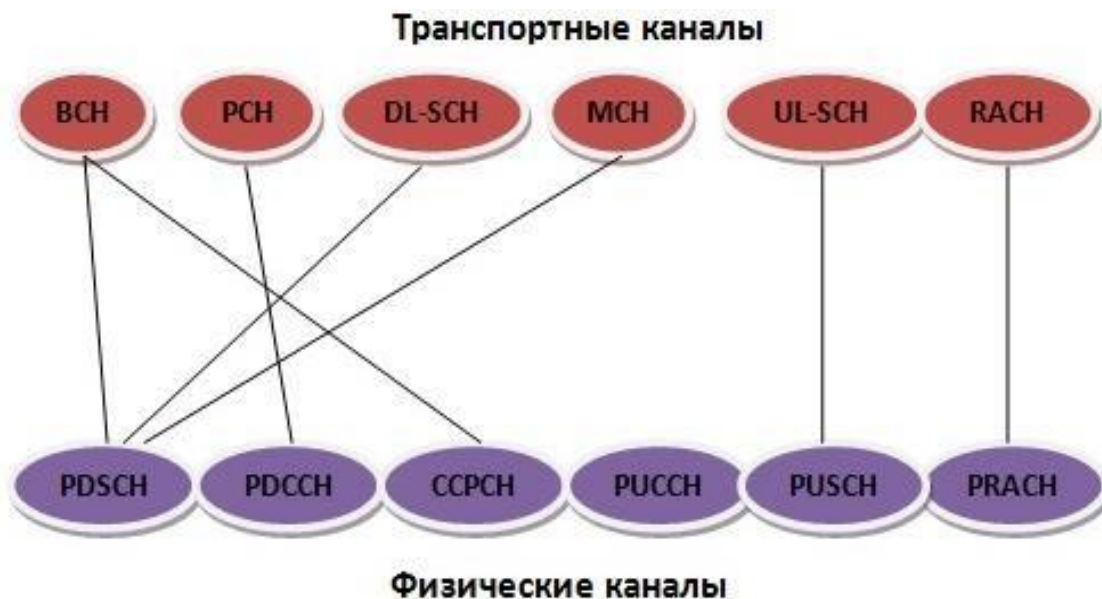 Транспортные каналы
BCH PCH DL-SCH MCH UL-SCH RACH
PDSCH PDCCH CCPCH PUCCH PUSCH PRACH
Физические каналы